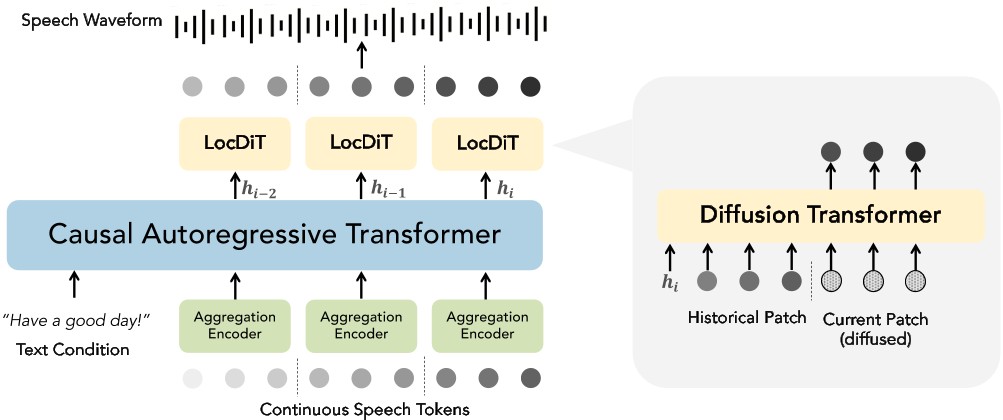 Speech Waveform
LocDiT
LocDiT
LocDiT
h_{i-2}
h_{i-1}
h_i
Causal Autoregressive Transformer
"Have a good day!"
Text Condition
Aggregation
Encoder
Aggregation
Encoder
Aggregation
Encoder
Continuous Speech Tokens
Diffusion Transformer
h_i
Historical Patch
Current Patch
(diffused)